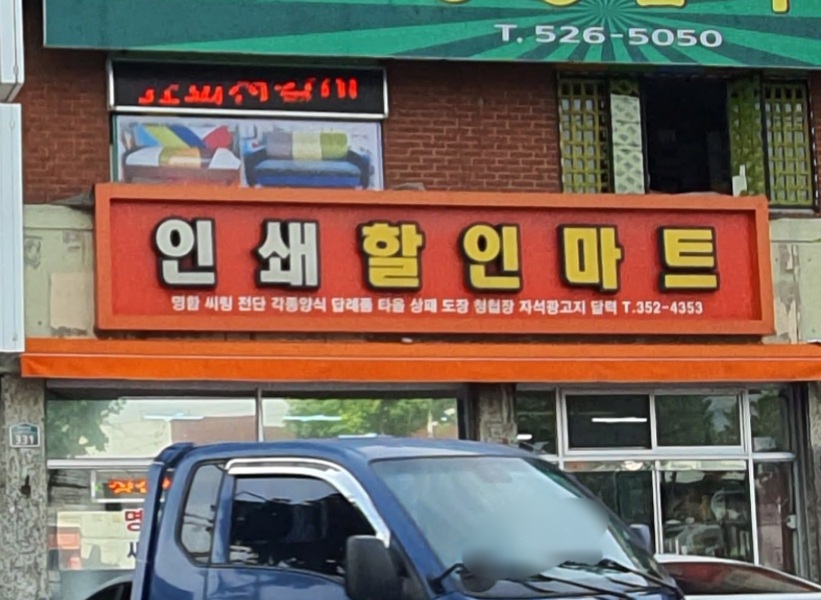 T. 526-5050
인쇄할인마트
명함 씨링 전단 각종양식 답례품 타올 상패 도장 청첩장 자석광고지 달력 T.352-4353
331
명